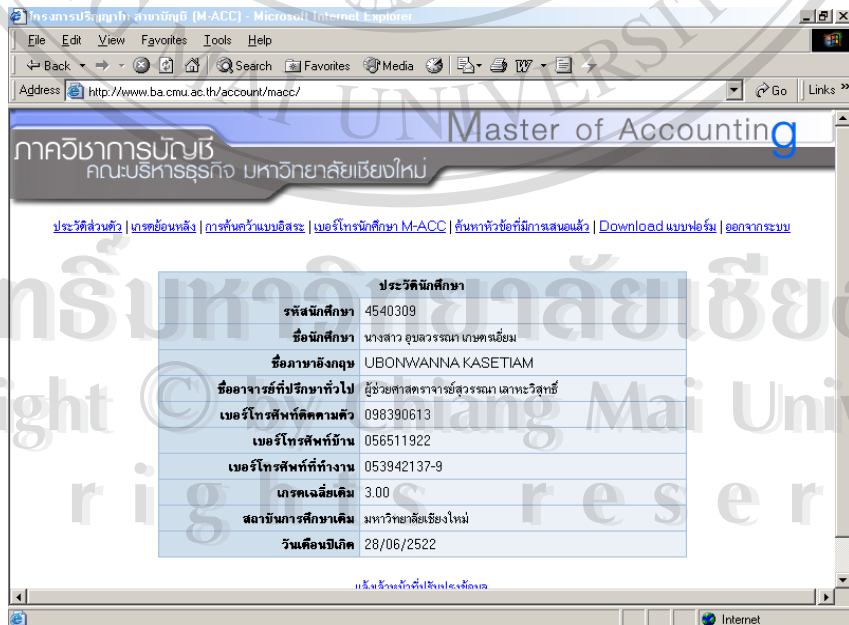 โครงการปริญญาโท สาขาบัญชี (M-ACC) - Microsoft Internet Explorer
File Edit View Favorites Tools Help
Back Search Favorites Media
Address http://www.ba.cmu.ac.th/account/macc/ Go Links »
Master of Accounting
ภาควิชาการบัญชี
คณะบริหารธุรกิจ มหาวิทยาลัยเชียงใหม่
ประวัติส่วนตัว | เกรดย้อนหลัง | การค้นคว้าแบบอิสระ | เบอร์โทรนักศึกษา M-ACC | ค้นหาหัวข้อที่มีการเสนอแล้ว | Download แบบฟอร์ม | ออกจากระบบ
ประวัตินักศึกษา
รหัสนักศึกษา 4540309
ชื่อนักศึกษา นางสาว อุบลวรรณา เกษตรเอี่ยม
ชื่อภาษาอังกฤษ UBONWANNA KASETIAM
ชื่ออาจารย์ที่ปรึกษาทั่วไป ผู้ช่วยศาสตราจารย์สุวรรณา เลาหะวิสุทธิ์
เบอร์โทรศัพท์ติดตามตัว 098390613
เบอร์โทรศัพท์บ้าน 056511922
เบอร์โทรศัพท์ที่ทำงาน 053942137-9
เกรดเฉลี่ยเดิม 3.00
สถาบันการศึกษาเดิม มหาวิทยาลัยเชียงใหม่
วันเดือนปีเกิด 28/06/2522
แจ้งเจ้าหน้าที่ปรับปรุงข้อมูล
Internet